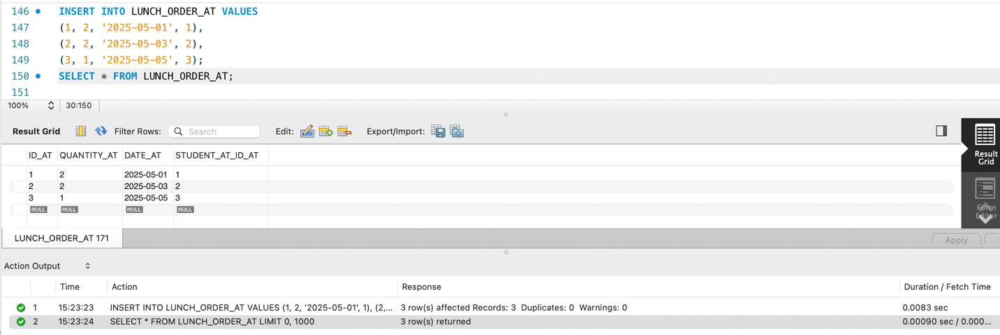 146 INSERT INTO LUNCH_ORDER_AT VALUES
147 (1, 2, '2025-05-01', 1),
148 (2, 2, '2025-05-03', 2),
149 (3, 1, '2025-05-05', 3);
150 SELECT * FROM LUNCH_ORDER_AT;
151
100% 30:150
Result Grid Filter Rows: Search Edit: Export/Import:
ID_AT QUANTITY_AT DATE_AT STUDENT_AT_ID_AT
1 2 2025-05-01 1
2 2 2025-05-03 2
3 1 2025-05-05 3
NULL NULL NULL NULL
Result
Grid
Form
Editor
LUNCH_ORDER_AT 171 Apply
Action Output
Time Action Response Duration / Fetch Time
1 15:23:23 INSERT INTO LUNCH_ORDER_AT VALUES (1, 2, '2025-05-01', 1), (2,... 3 row(s) affected Records: 3 Duplicates: 0 Warnings: 0 0.0083 sec
2 15:23:24 SELECT * FROM LUNCH_ORDER_AT LIMIT 0, 1000 3 row(s) returned 0.00090 sec / 0.000...